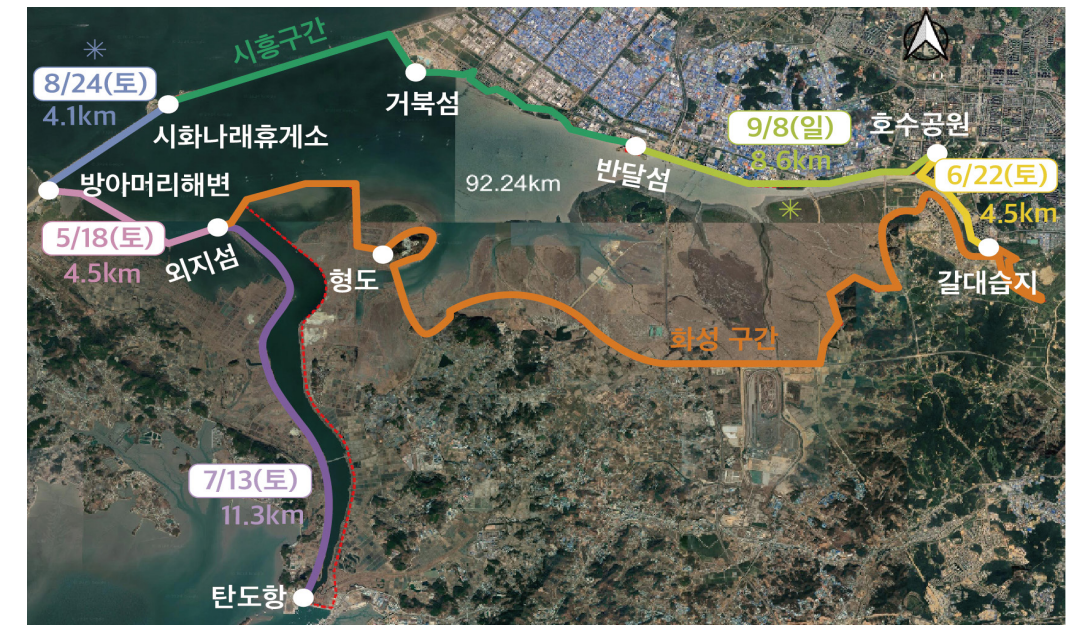 시흥구간
8/24(토)
4.1km
시화나래휴게소
거북섬
9/8(일)
8.6km
호수공원
방아머리해변
92.24km
반달섬
6/22(토)
4.5km
5/18(토)
4.5km
외지섬
형도
갈대습지
화성 구간
7/13(토)
11.3km
탄도항